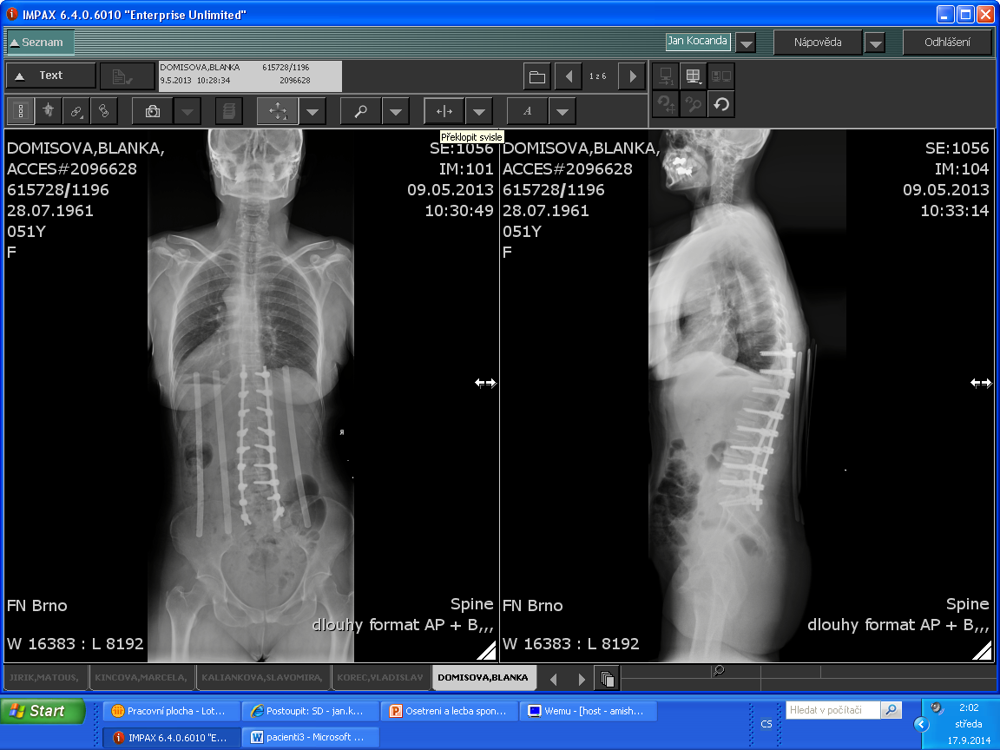 IMPAX 6.4.0.6010 "Enterprise Unlimited"
Seznam
Jan Kocanda
Nápověda
Odhlášení
Text
DOMISOVA,BLANKA 615728/1196
9.5.2013 10:28:34 2096628
1 z 6
A
Překlopit svisle
DOMISOVA,BLANKA,
ACCES#2096628
615728/1196
28.07.1961
051Y
F
SE:1056
IM:101
09.05.2013
10:30:49
FN Brno
W 16383 : L 8192
Spine
dlouhy format AP + B,,,
DOMISOVA,BLANKA,
ACCES#2096628
615728/1196
28.07.1961
051Y
F
SE:1056
IM:104
09.05.2013
10:33:14
FN Brno
W 16383 : L 8192
Spine
dlouhy format AP + B,,,
JIRIK,MATOUS,
KINCOVA,MARCELA,
KALIANKOVA,SLAVOMIRA,
KOREC,VLADISLAV
DOMISOVA,BLANKA
Start
Pracovní plocha - Lot...
Postoupit: SD - jan.k...
Osetreni a lecba spon...
Wemu - [host - amish...
IMPAX 6.4.0.6010 "E...
pacienti3 - Microsoft ...
CS
Hledat v počítači
2:02
středa
17.9.2014